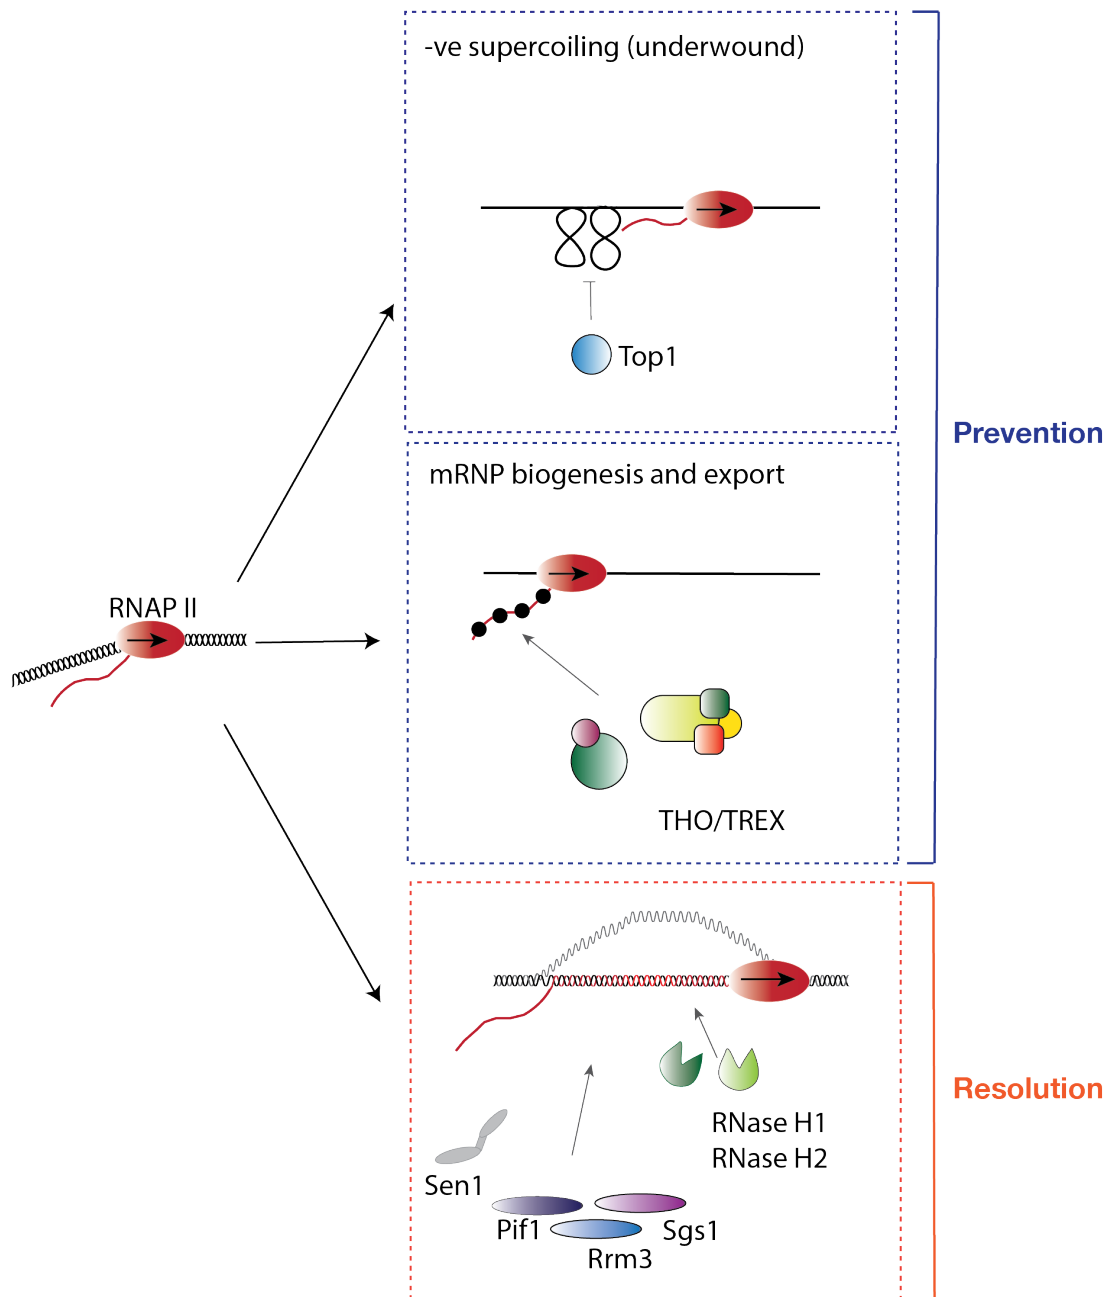 -ve supercoiling (underwound)
Top1
Prevention
mRNP biogenesis and export
RNAP II
THO/TREX
Resolution
RNase H1
RNase H2
Sen1
Pif1
Sgs1
Rrm3